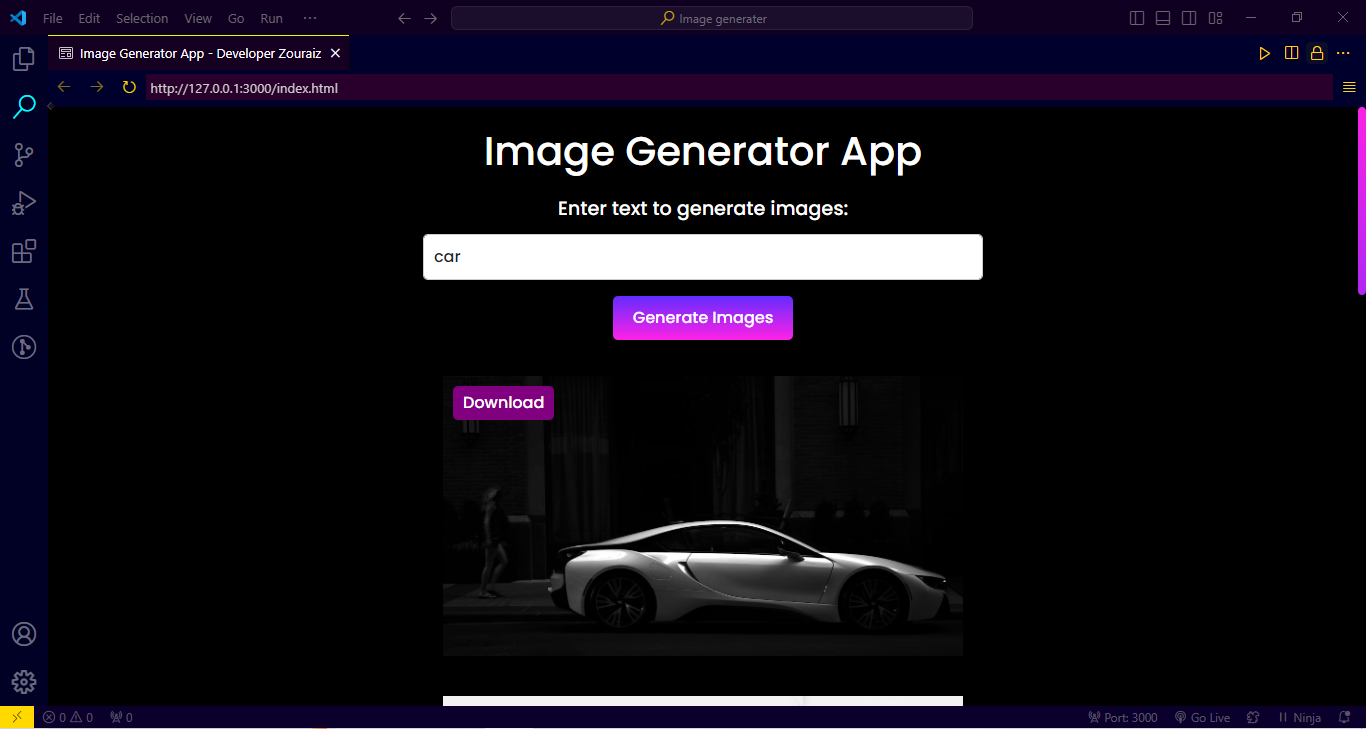 File Edit Selection View Go Run ··· Image generater
Image Generator App - Developer Zouraiz
http://127.0.0.1:3000/index.html
Image Generator App
Enter text to generate images:
car
Generate Images
Download
0 0 0 Port: 3000 Go Live Ninja